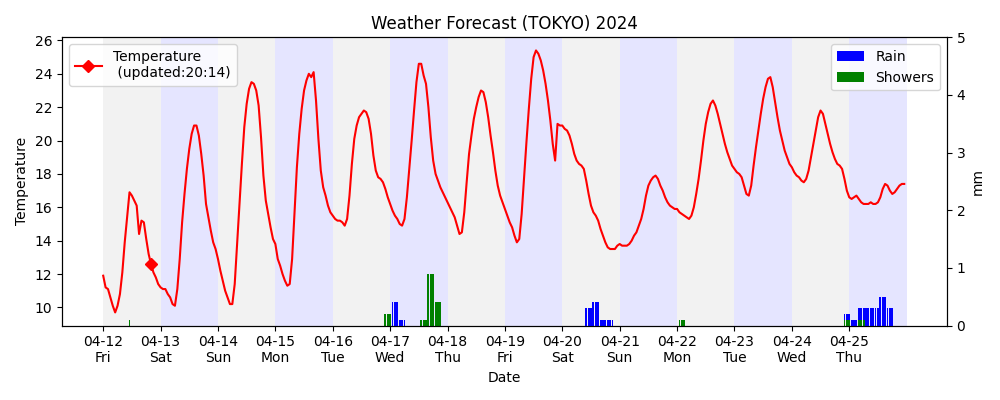 Weather Forecast (TOKYO) 2024
Temperature
(updated:20:14)
Rain
Showers
Temperature
26
24
22
20
18
16
14
12
10
5
4
3
2
1
0
mm
04-12 04-13 04-14 04-15 04-16 04-17 04-18 04-19 04-20 04-21 04-22 04-23 04-24 04-25
Fri Sat Sun Mon Tue Wed Thu Fri Sat Sun Mon Tue Wed Thu
Date